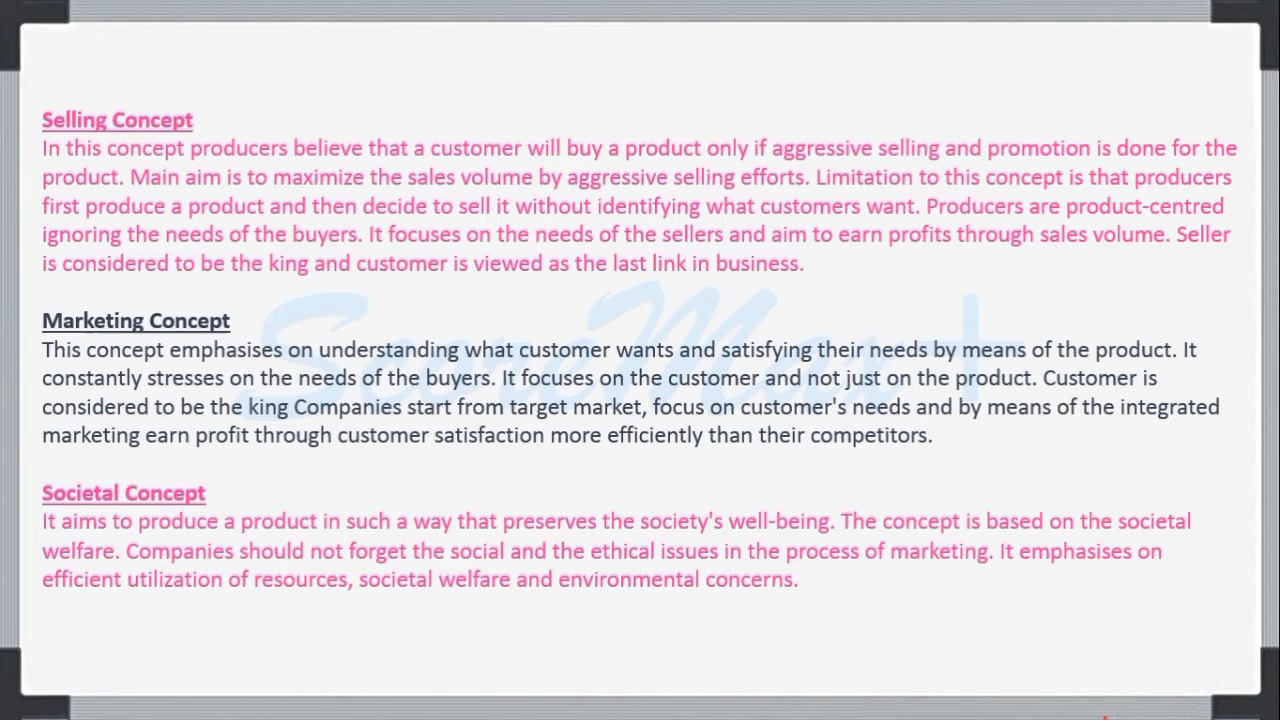 Selling Concept
In this concept producers believe that a customer will buy a product only if aggressive selling and promotion is done for the
product. Main aim is to maximize the sales volume by aggressive selling efforts. Limitation to this concept is that producers
first produce a product and then decide to sell it without identifying what customers want. Producers are product-centred
ignoring the needs of the buyers. It focuses on the needs of the sellers and aim to earn profits through sales volume. Seller
is considered to be the king and customer is viewed as the last link in business.
Marketing Concept
This concept emphasises on understanding what customer wants and satisfying their needs by means of the product. It
constantly stresses on the needs of the buyers. It focuses on the customer and not just on the product. Customer is
considered to be the king Companies start from target market, focus on customer's needs and by means of the integrated
marketing earn profit through customer satisfaction more efficiently than their competitors.
Societal Concept
It aims to produce a product in such a way that preserves the society's well-being. The concept is based on the societal
welfare. Companies should not forget the social and the ethical issues in the process of marketing. It emphasises on
efficient utilization of resources, societal welfare and environmental concerns.
ScoreMax+